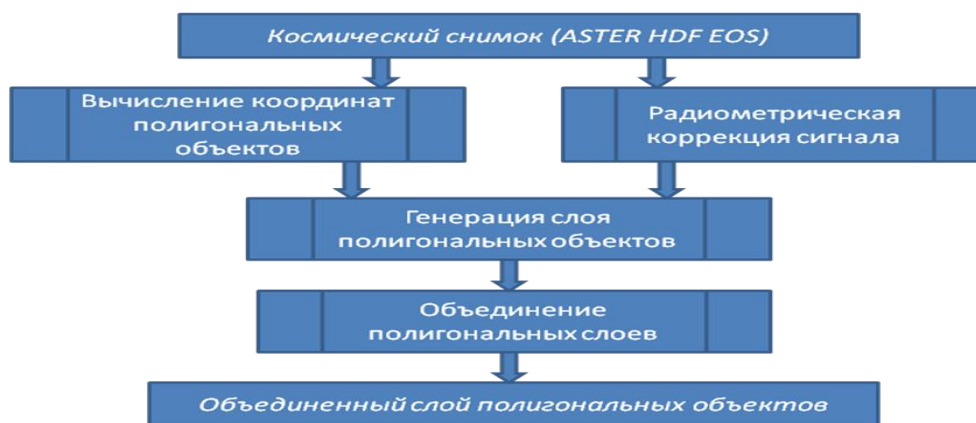 Космический снимок (ASTER HDF EOS)
Вычисление координат
полигональных
объектов
Радиометрическая
коррекция сигнала
Генерация слоя
полигональных объектов
Объединение
полигональных слоев
Объединенный слой полигональных объектов